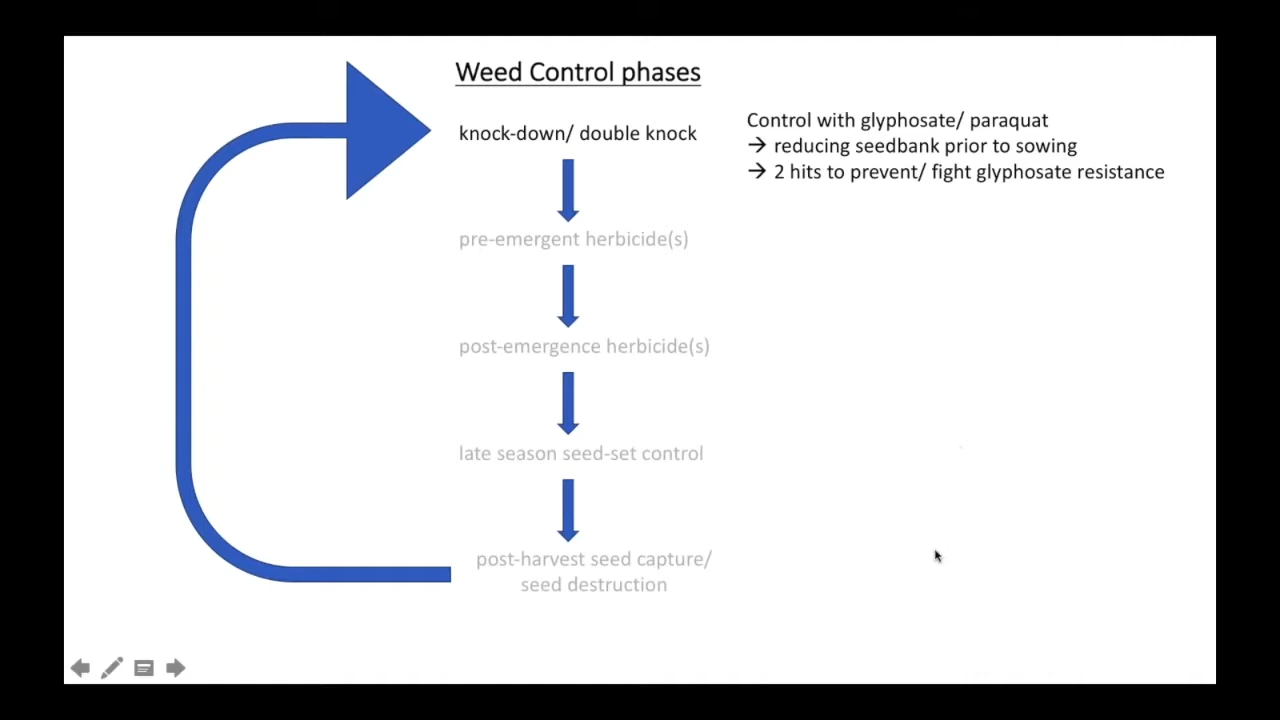 Weed Control phases
knock-down/ double knock
Control with glyphosate/ paraquat
→ reducing seedbank prior to sowing
→ 2 hits to prevent/ fight glyphosate resistance
pre-emergent herbicide(s)
post-emergence herbicide(s)
late season seed-set control
post-harvest seed capture/
seed destruction